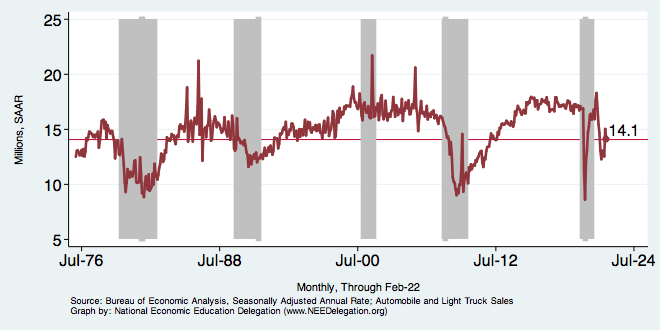 25
20
15
10
5
Millions, SAAR
14.1
Jul-76 Jul-88 Jul-00 Jul-12 Jul-24
Monthly, Through Feb-22
Source: Bureau of Economic Analysis, Seasonally Adjusted Annual Rate; Automobile and Light Truck Sales
Graph by: National Economic Education Delegation (www.NEEDelegation.org)